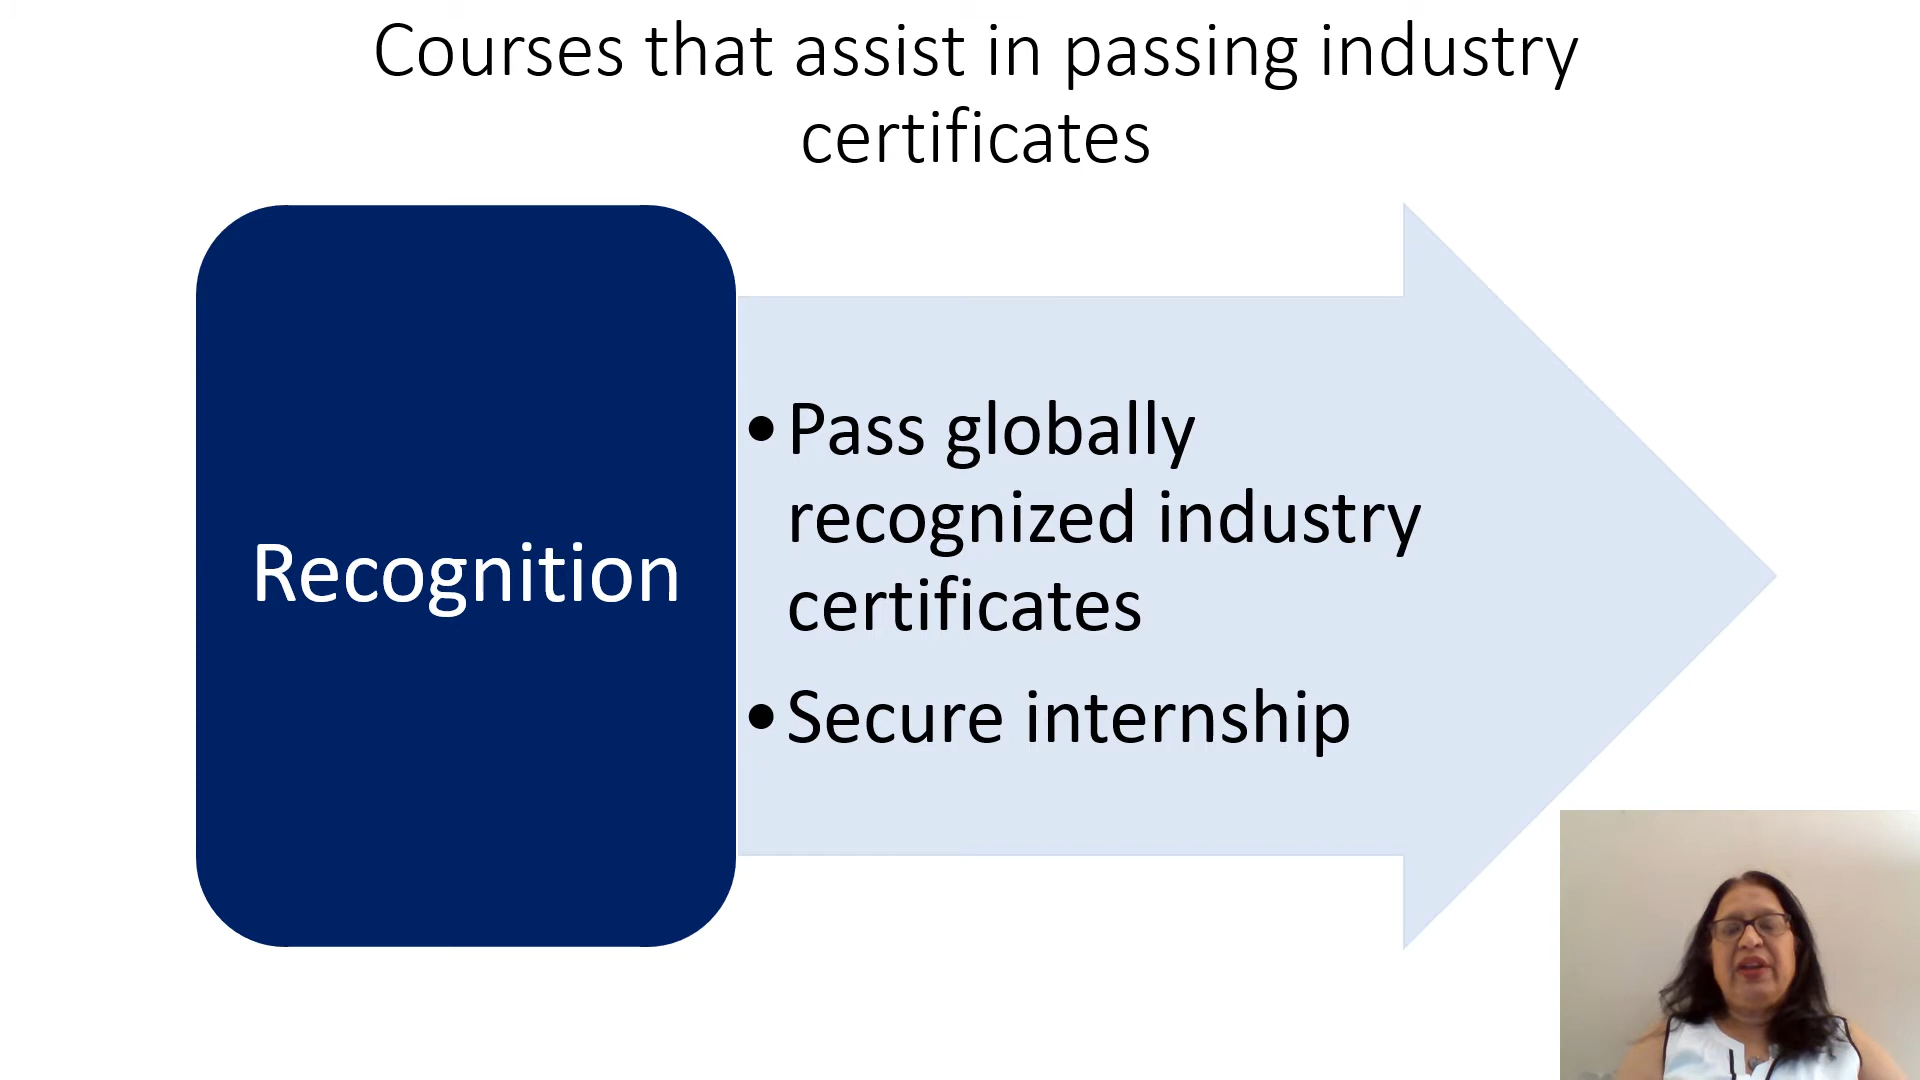 Courses that assist in passing industry
certificates
Recognition
•Pass globally
recognized industry
certificates
•Secure internship